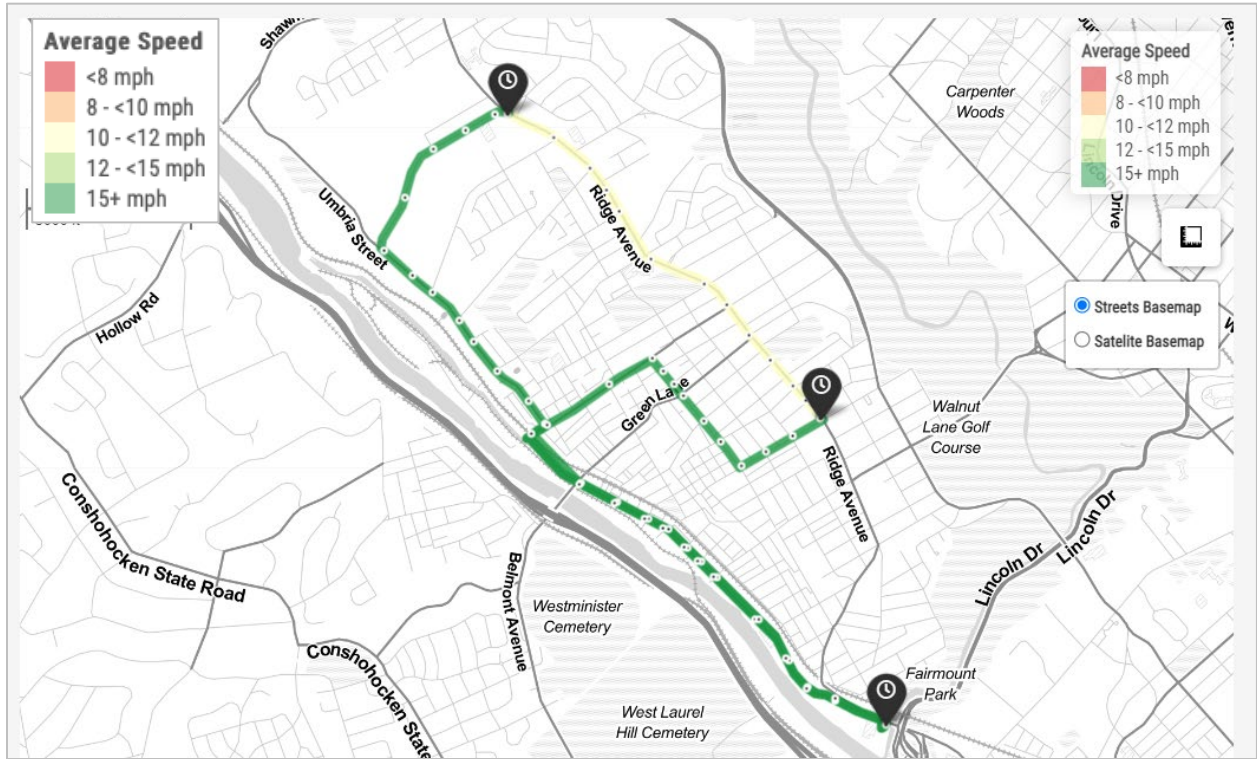 Average Speed
<8 mph
8 - <10 mph
10 - <12 mph
12 - <15 mph
15+ mph
Average Speed
<8 mph
8 - <10 mph
10 - <12 mph
12 - <15 mph
15+ mph
Drive
Streets Basemap
Satelite Basemap
Carpenter
Woods
Umbria Street
Ridge Avenue
Hollow Rd
Green Lane
Walnut
Lane Golf
Course
Ridge Avenue
Conshohocken State Road
Lincoln Dr
Lincoln Dr
Belmont Avenue
Westminister
Cemetery
Conshohocken State
Fairmount
Park
West Laurel
Hill Cemetery